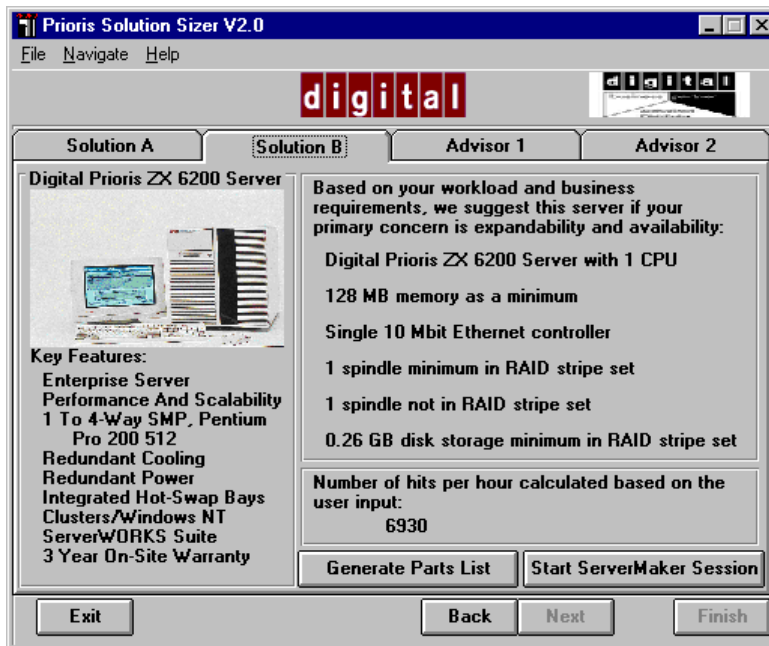 Prioris Solution Sizer V2.0
File Navigate Help
digital
digital
Solution A
Solution B
Advisor 1
Advisor 2
Digital Prioris ZX 6200 Server
Key Features:
Enterprise Server
Performance And Scalability
1 To 4-Way SMP, Pentium
Pro 200 512
Redundant Cooling
Redundant Power
Integrated Hot-Swap Bays
Clusters/Windows NT
ServerWORKS Suite
3 Year On-Site Warranty
Based on your workload and business
requirements, we suggest this server if your
primary concern is expandability and availability:
Digital Prioris ZX 6200 Server with 1 CPU
128 MB memory as a minimum
Single 10 Mbit Ethernet controller
1 spindle minimum in RAID stripe set
1 spindle not in RAID stripe set
0.26 GB disk storage minimum in RAID stripe set
Number of hits per hour calculated based on the
user input:
6930
Generate Parts List
Start ServerMaker Session
Exit
Back
Next
Finish